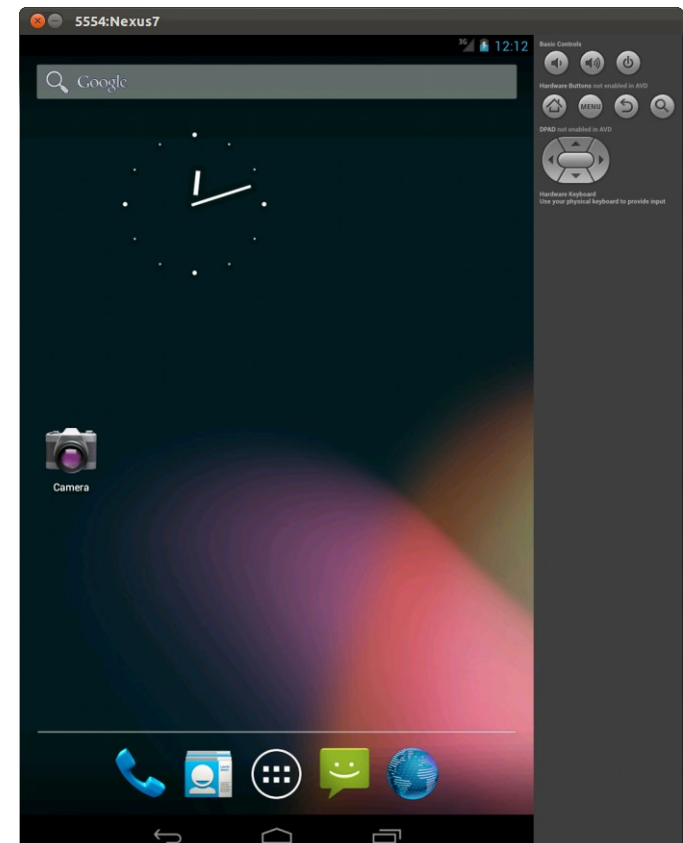 5554:Nexus7
3G 12:12
Google
Camera
Basic Controls
Hardware Buttons not enabled in AVD
MENU
DPAD not enabled in AVD
Hardware Keyboard
Use your physical keyboard to provide input